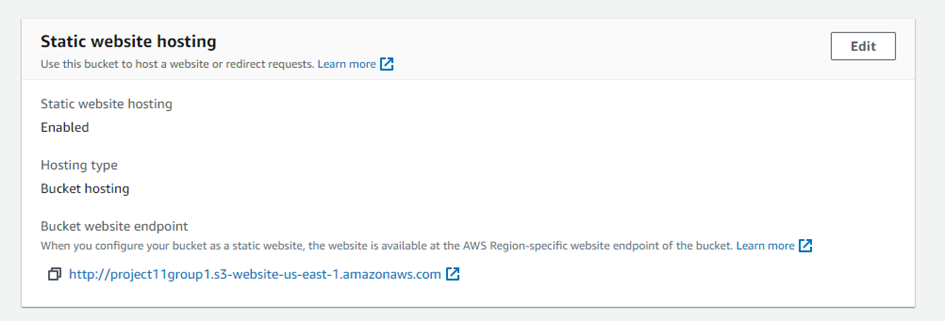 Static website hosting
Edit
Use this bucket to host a website or redirect requests. Learn more
Static website hosting
Enabled
Hosting type
Bucket hosting
Bucket website endpoint
When you configure your bucket as a static website, the website is available at the AWS Region-specific website endpoint of the bucket. Learn more
http://project11group1.s3-website-us-east-1.amazonaws.com